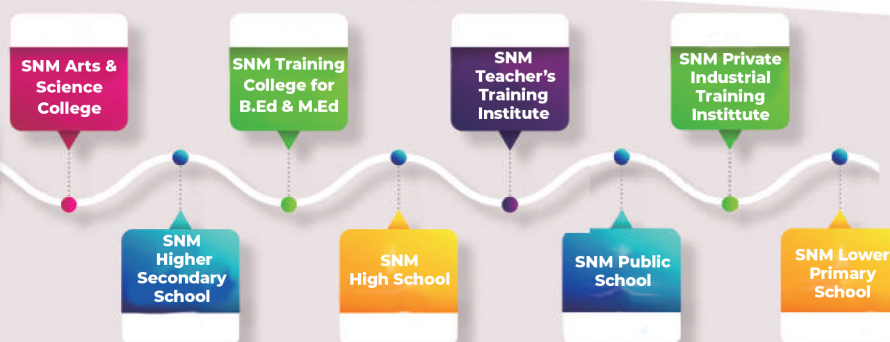 SNM Arts &
Science
College
SNM Training
College for
B.Ed & M.Ed
SNM
Teacher's
Training
Institute
SNM Private
Industrial
Training
Instittute
SNM
Higher
Secondary
School
SNM
High School
SNM Public
School
SNM Lower
Primary
School